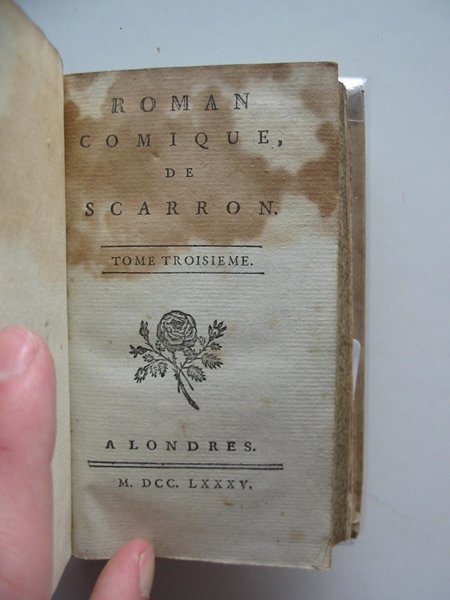 ROMAN
COMIQUE,
DE
SCARRON.
TOME TROISIEME.
A LONDRES.
M. DCC. LXXXV.